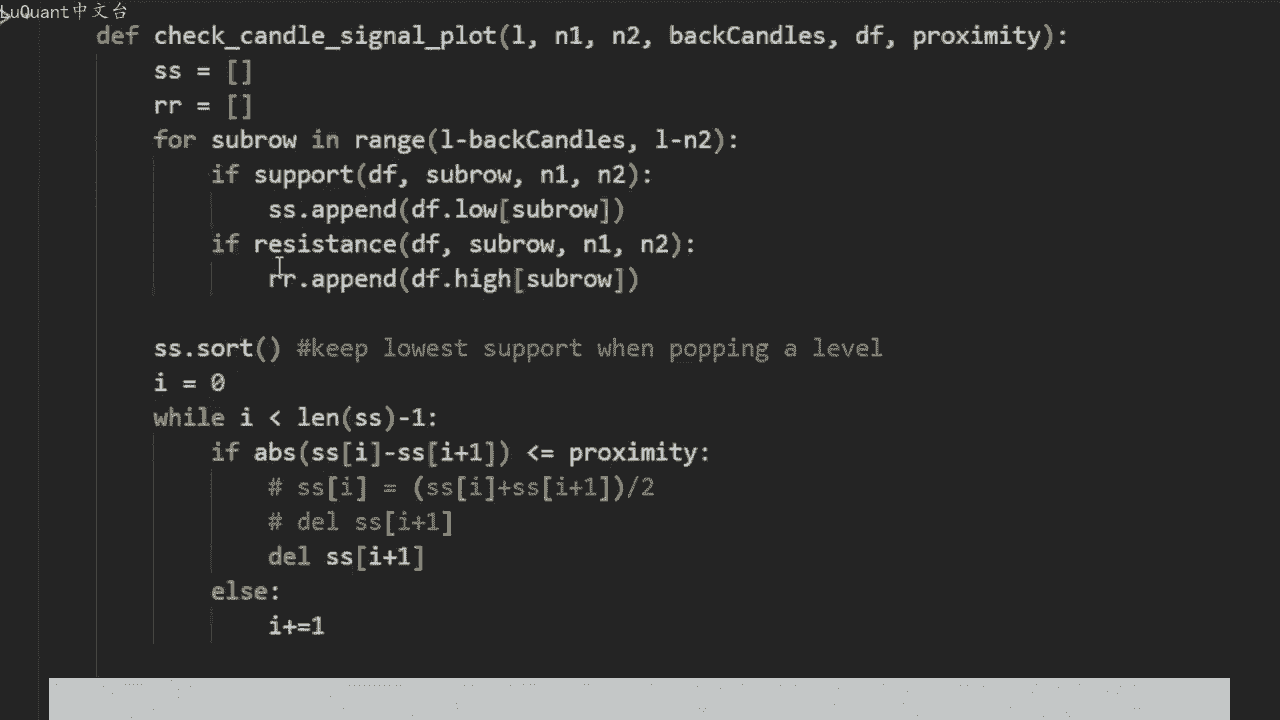 LuQuant中文台
def check_candle_signal_plot(l, n1, n2, backCandles, df, proximity):
    ss = []
    rr = []
    for subrow in range(l-backCandles, l-n2):
        if support(df, subrow, n1, n2):
            ss.append(df.low[subrow])
        if resistance(df, subrow, n1, n2):
            rr.append(df.high[subrow])
    ss.sort() #keep lowest support when popping a level
    i = 0
    while i < len(ss)-1:
        if abs(ss[i]-ss[i+1]) <= proximity:
            # ss[i] = (ss[i]+ss[i+1])/2
            # del ss[i+1]
            del ss[i+1]
        else:
            i+=1